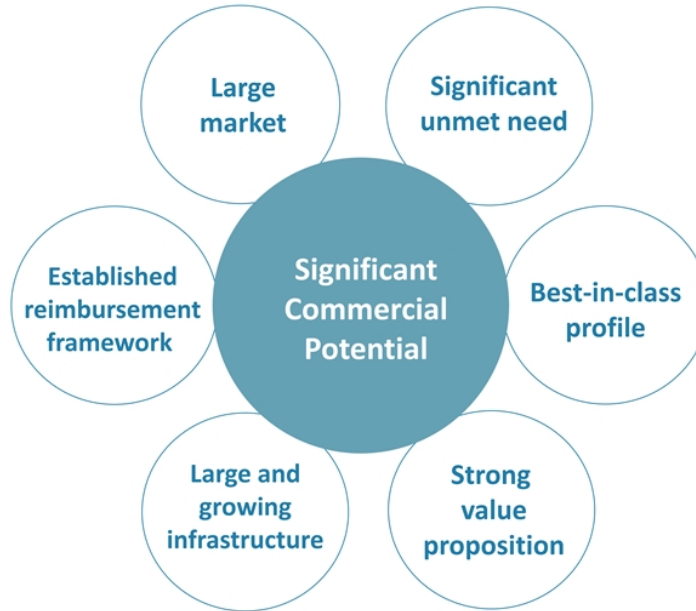 Large
market
Significant
unmet need
Established
reimbursement
framework
Significant
Commercial
Potential
Best-in-class
profile
Large and
growing
infrastructure
Strong
value
proposition